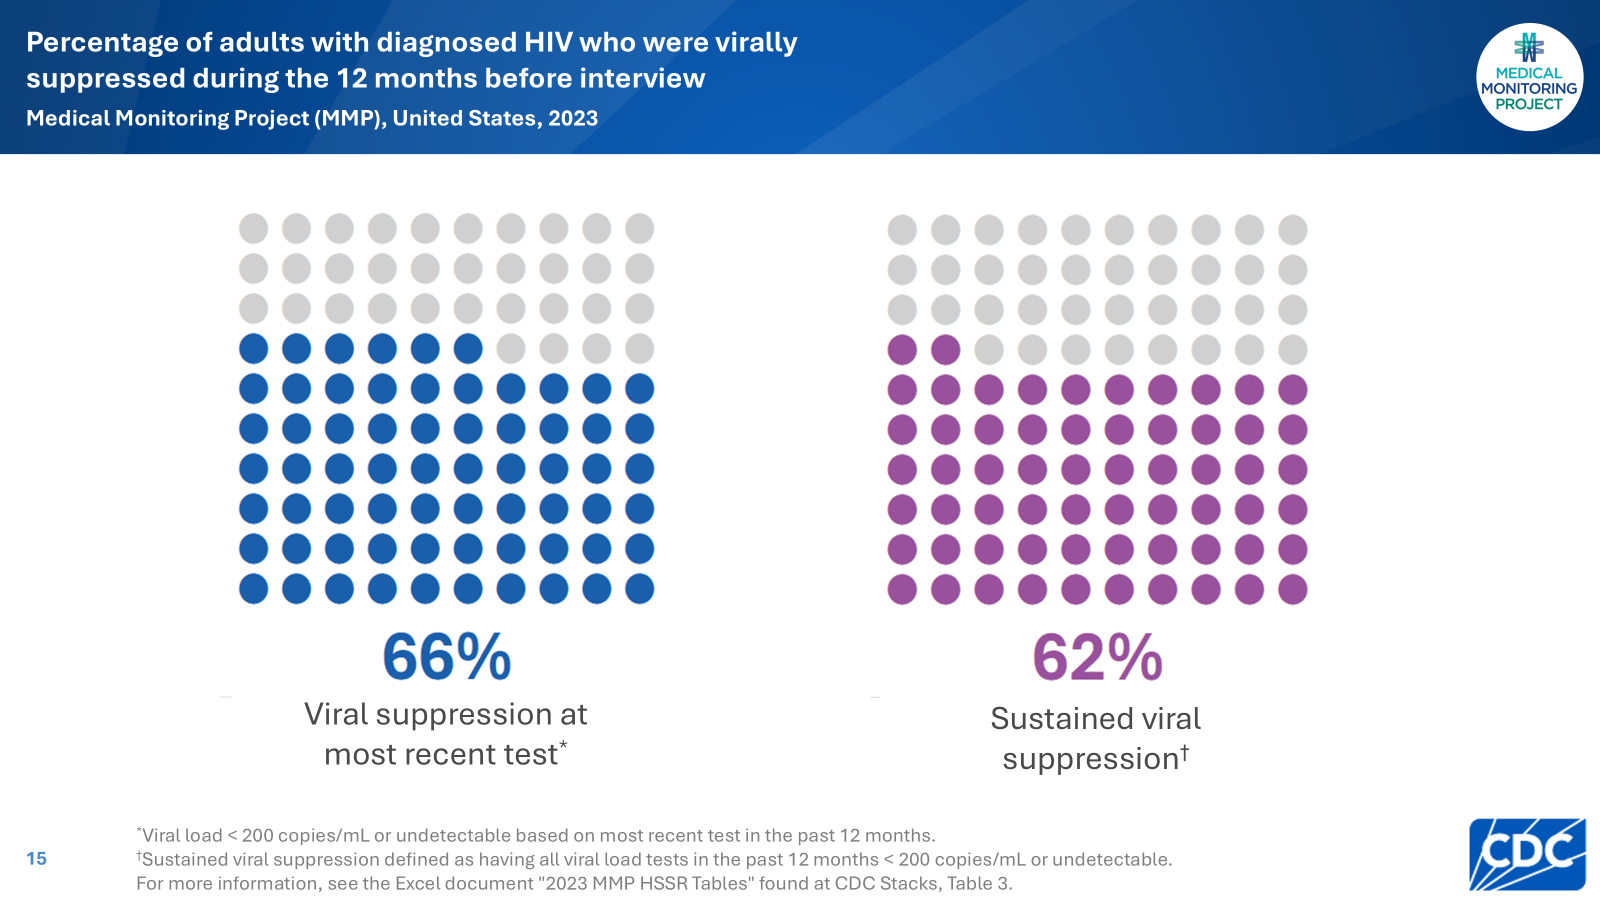 Percentage of adults with diagnosed HIV who were virally
suppressed during the 12 months before interview
Medical Monitoring Project (MMP), United States, 2023
MEDICAL
MONITORING
PROJECT
66%
Viral suppression at
most recent test*
62%
Sustained viral
suppression†
*Viral load < 200 copies/mL or undetectable based on most recent test in the past 12 months.
†Sustained viral suppression defined as having all viral load tests in the past 12 months < 200 copies/mL or undetectable.
For more information, see the Excel document "2023 MMP HSSR Tables" found at CDC Stacks, Table 3.
15
CDC